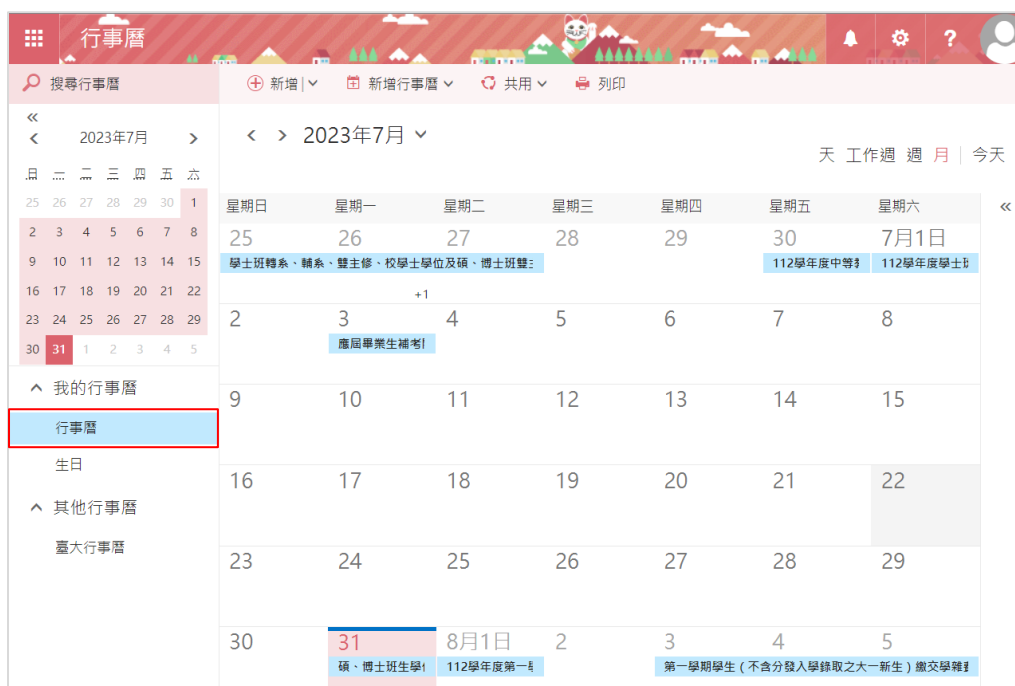 行事曆
?
搜尋行事曆
新增
新增行事曆
共用
列印
«
< 2023年7月 >
日 一 二 三 四 五 六
25 26 27 28 29 30 1
2 3 4 5 6 7 8
9 10 11 12 13 14 15
16 17 18 19 20 21 22
23 24 25 26 27 28 29
30 31 1 2 3 4 5
我的行事曆
行事曆
生日
其他行事曆
臺大行事曆
< > 2023年7月
天 工作週 週 月 今天
星期日 星期一 星期二 星期三 星期四 星期五 星期六 «
25 26 27 28 29 30 7月1日
學士班轉系、輔系、雙主修、校學士學位及碩、博士班雙 112學年度中等 112學年度學士
+1
2 3 4 5 6 7 8
應屆畢業生補考
9 10 11 12 13 14 15
16 17 18 19 20 21 22
23 24 25 26 27 28 29
30 31 8月1日 2 3 4 5
碩、博士班生學 112學年度第一 第一學期學生(不含分發入學錄取之大一新生)繳交學雜